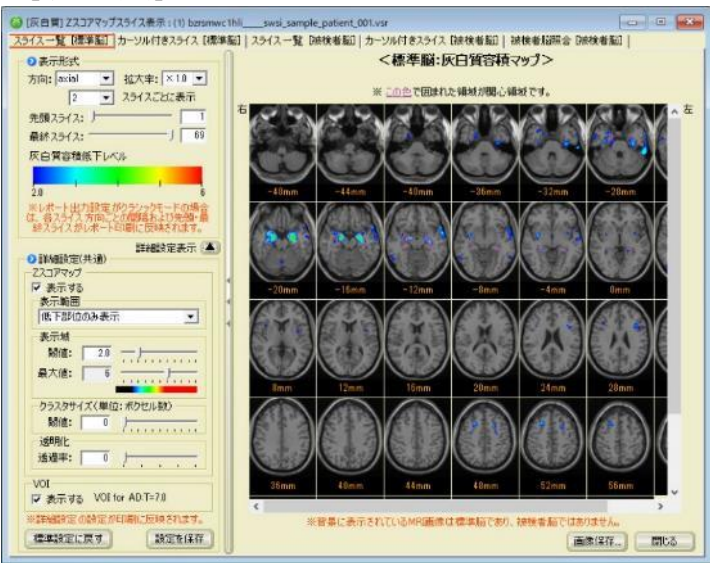 [灰白質] Zスコアマップスライス表示 : (1) bzrsmwc1hli____swsi_sample_patient_001.vsr
スライス一覧 【標準脳】 カーソル付きスライス 【標準脳】 スライス一覧 【被検者脳】 カーソル付きスライス 【被検者脳】 被検者脳照合 【被検者脳】
表示形式
方向: axial 拡大率: ×1.0
2 スライスごとに表示
先頭スライス: 1
最終スライス: 69
灰白質容積低下レベル
2.0 6
※レポート出力設定がクラシックモードの場合
は、各スライス方向ごとの間隔および先頭・最
終スライスがレポート印刷に反映されます。
詳細設定表示
詳細設定(共通)
Zスコアマップ
表示する
表示範囲
低下部位のみ表示
表示域
閾値: 2.0
最大値: 6
クラスタサイズ(単位: ボクセル数)
閾値: 0
透明化
透過率: 0
VOI
表示する VOI for AD.T=7.0
※詳細設定の設定が印刷に反映されます。
標準設定に戻す 設定を保存
<標準脳:灰白質容積マップ>
※ この色で囲まれた領域が関心領域です。
右 左
-48mm -44mm -40mm -36mm -32mm -28mm
-20mm -16mm -12mm -8mm -4mm 0mm
8mm 12mm 16mm 20mm 24mm 28mm
36mm 40mm 44mm 48mm 52mm 56mm
※背景に表示されているMRI画像は標準脳であり、被検者脳ではありません。
画像保存... 閉じる